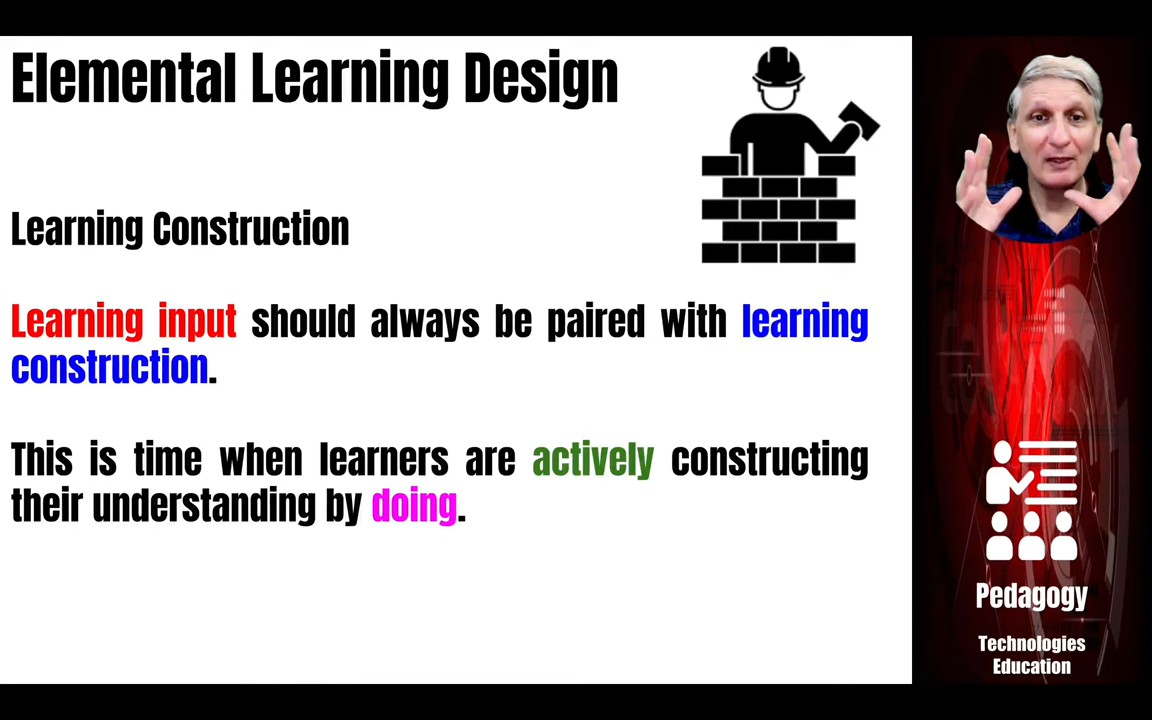 Elemental Learning Design
Learning Construction
Learning input should always be paired with learning
construction.
This is time when learners are actively constructing
their understanding by doing.
Pedagogy
Technologies
Education